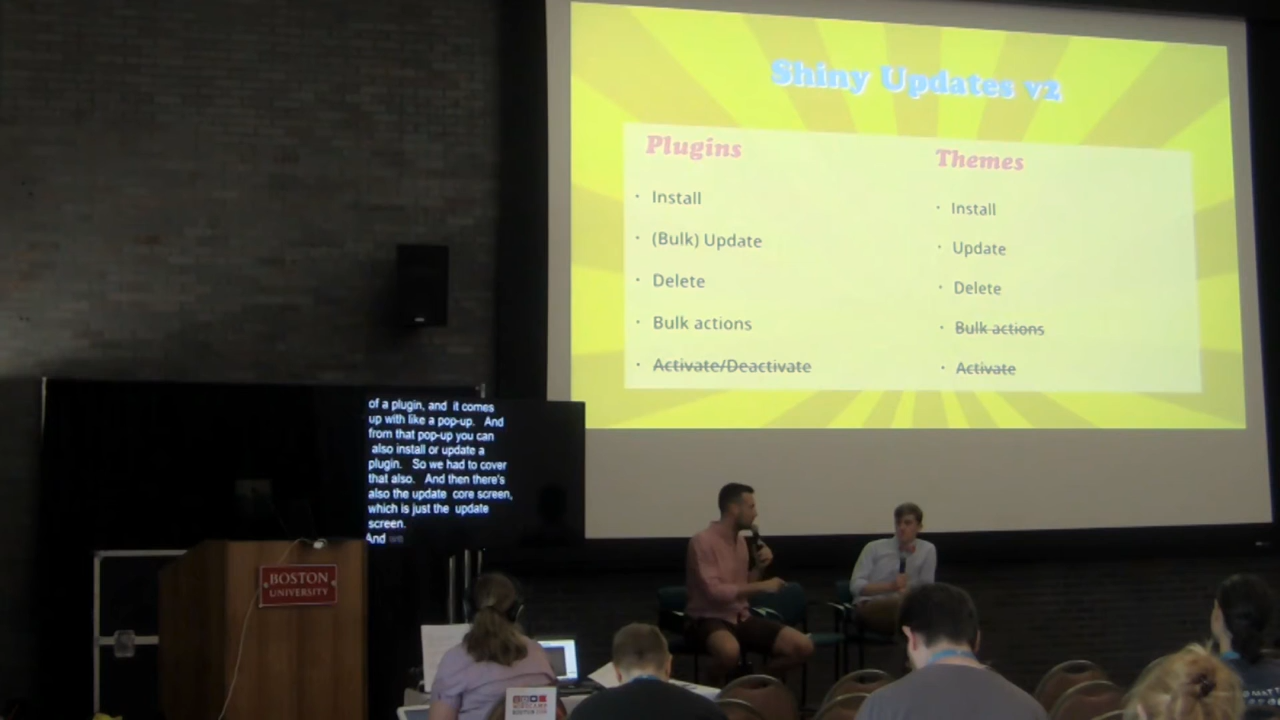 Shiny Updates v2
Plugins
· Install
· (Bulk) Update
· Delete
· Bulk actions
· Activate/Deactivate
Themes
· Install
· Update
· Delete
· Bulk actions
· Activate
of a plugin, and it comes
up with like a pop-up. And
from that pop-up you can
also install or update a
plugin. So we had to cover
that also. And then there's
also the update core screen,
which is just the update
screen.
And we
BOSTON
UNIVERSITY